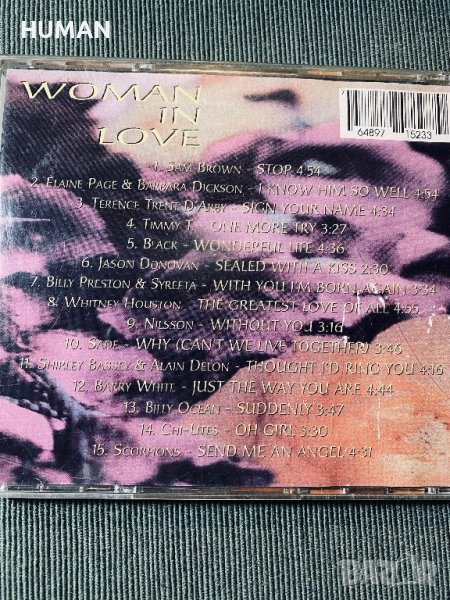 HUMAN
WOMAN
IN
LOVE
64897 15233
1. Sam Brown - STOP 4:54
2. Elaine Page & Barbara Dickson - I KNOW HIM SO WELL 4:54
3. Terence Trent D'Arby - SIGN YOUR NAME 4:34
4. Timmy T. - ONE MORE TRY 3:27
5. Black - WONDERFUL LIFE 4:36
6. Jason Donovan - SEALED WITH A KISS 2:30
7. Billy Preston & Syreeta - WITH YOU I'M BORN AGAIN 3:34
8. Whitney Houston - THE GREATEST LOVE OF ALL 4:55
9. Nilsson - WITHOUT YOU 3:16
10. Sade - WHY (CAN'T WE LIVE TOGETHER) 3:46
11. Shirley Bassey & Alain Delon - THOUGHT I'D RING YOU 4:16
12. Barry White - JUST THE WAY YOU ARE 4:44
13. Billy Ocean - SUDDENLY 3:47
14. Chi-Lites - OH GIRL 3:30
15. Scorpions - SEND ME AN ANGEL 4:31
BAZAR